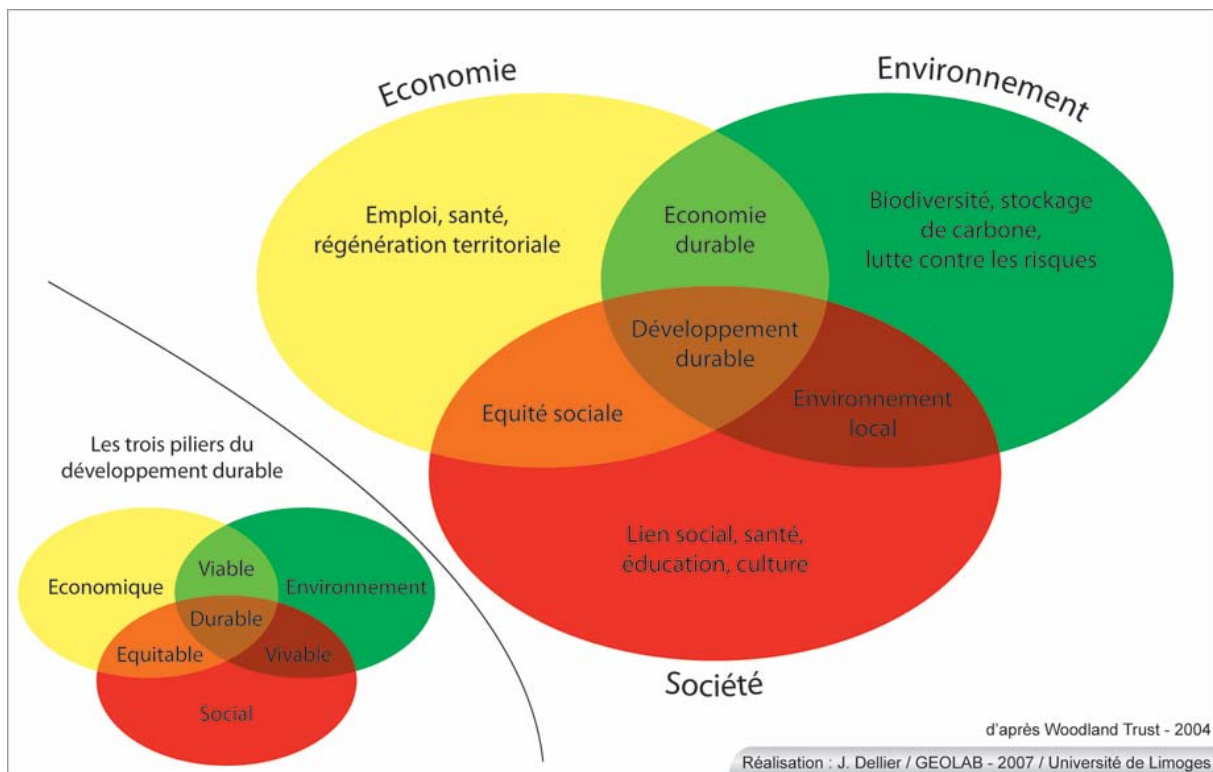 Economie
Environnement
Emploi, santé,
régénération territoriale
Economie
durable
Biodiversité, stockage
de carbone,
lutte contre les risques
Développement
durable
Equité sociale
Environnement
local
Lien social, santé,
éducation, culture
Société
Les trois piliers du
développement durable
Economique
Viable
Environnement
Durable
Equitable
Vivable
Social
d'après Woodland Trust - 2004
Réalisation : J. Dellier / GEOLAB - 2007 / Université de Limoges